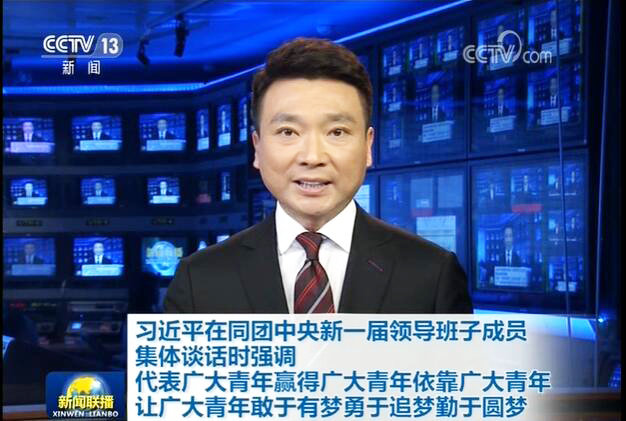 CCTV 13
新闻
CCTV.com
习近平在同团中央新一届领导班子成员
集体谈话时强调
代表广大青年赢得广大青年依靠广大青年
让广大青年敢于有梦勇于追梦勤于圆梦
新闻联播
XINWEN LIANBO